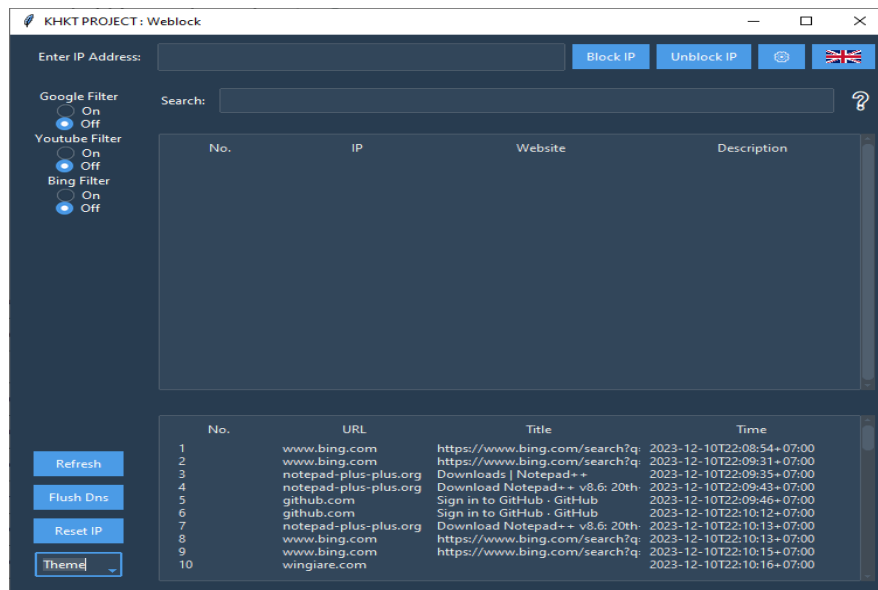 KHKT PROJECT : Weblock
Enter IP Address:
Block IP
Unblock IP
Google Filter
On
Off
Search:
Youtube Filter
On
Off
Bing Filter
On
Off
No. IP Website Description
No. URL Title Time
1 www.bing.com https://www.bing.com/search?q= 2023-12-10T22:08:54+07:00
2 www.bing.com https://www.bing.com/search?q= 2023-12-10T22:09:31+07:00
3 notepad-plus-plus.org Downloads | Notepad++ 2023-12-10T22:09:35+07:00
4 notepad-plus-plus.org Download Notepad++ v8.6: 20th- 2023-12-10T22:09:43+07:00
5 github.com Sign in to GitHub · GitHub 2023-12-10T22:09:46+07:00
6 github.com Sign in to GitHub · GitHub 2023-12-10T22:10:12+07:00
7 notepad-plus-plus.org Download Notepad++ v8.6: 20th- 2023-12-10T22:10:13+07:00
8 www.bing.com https://www.bing.com/search?q= 2023-12-10T22:10:13+07:00
9 www.bing.com https://www.bing.com/search?q= 2023-12-10T22:10:15+07:00
10 wingiare.com 2023-12-10T22:10:16+07:00
Refresh
Flush Dns
Reset IP
Theme